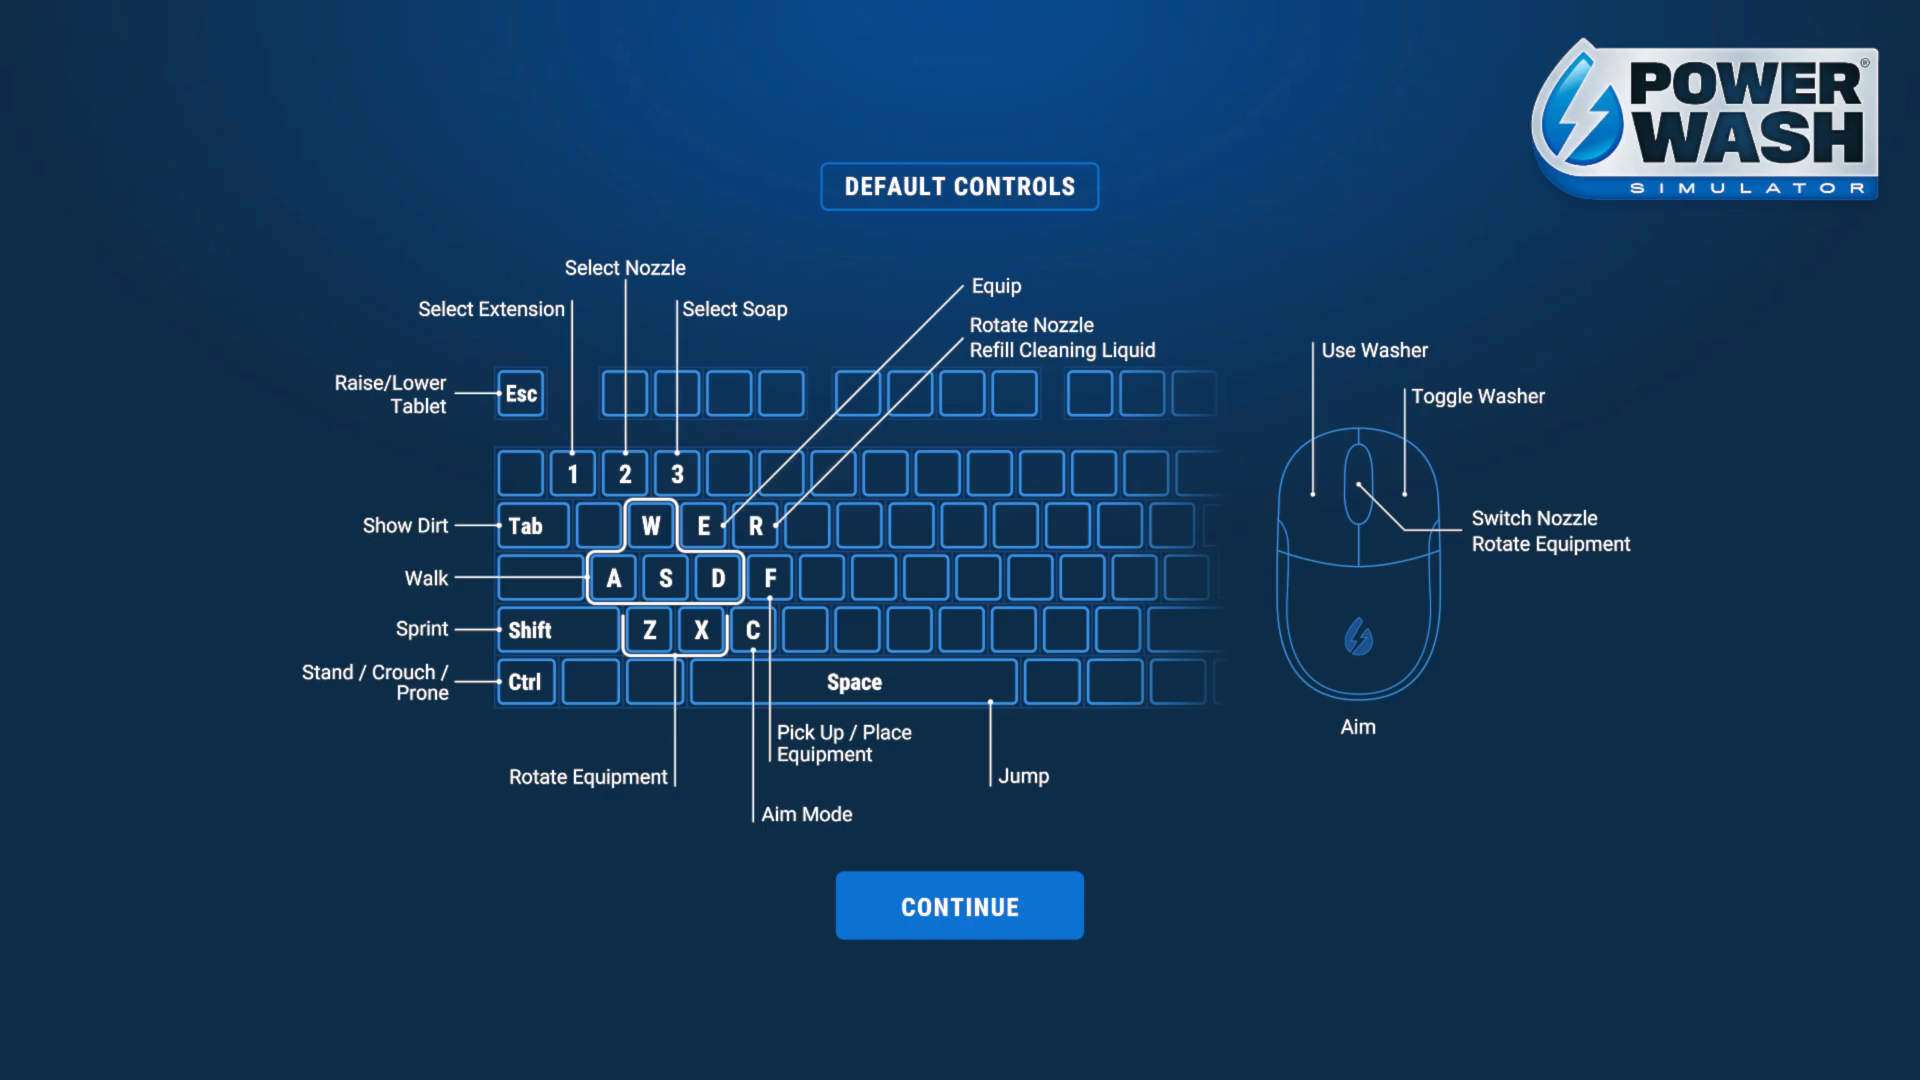 POWER®
WASH
SIMULATOR
DEFAULT CONTROLS
Select Nozzle
Select Extension
Select Soap
Equip
Rotate Nozzle
Refill Cleaning Liquid
Raise/Lower
Tablet
Esc
1
2
3
Show Dirt
Tab
W
E
R
Walk
A
S
D
F
Sprint
Shift
Z
X
C
Stand / Crouch /
Prone
Ctrl
Space
Pick Up / Place
Equipment
Rotate Equipment
Jump
Aim Mode
Use Washer
Toggle Washer
Switch Nozzle
Rotate Equipment
Aim
CONTINUE